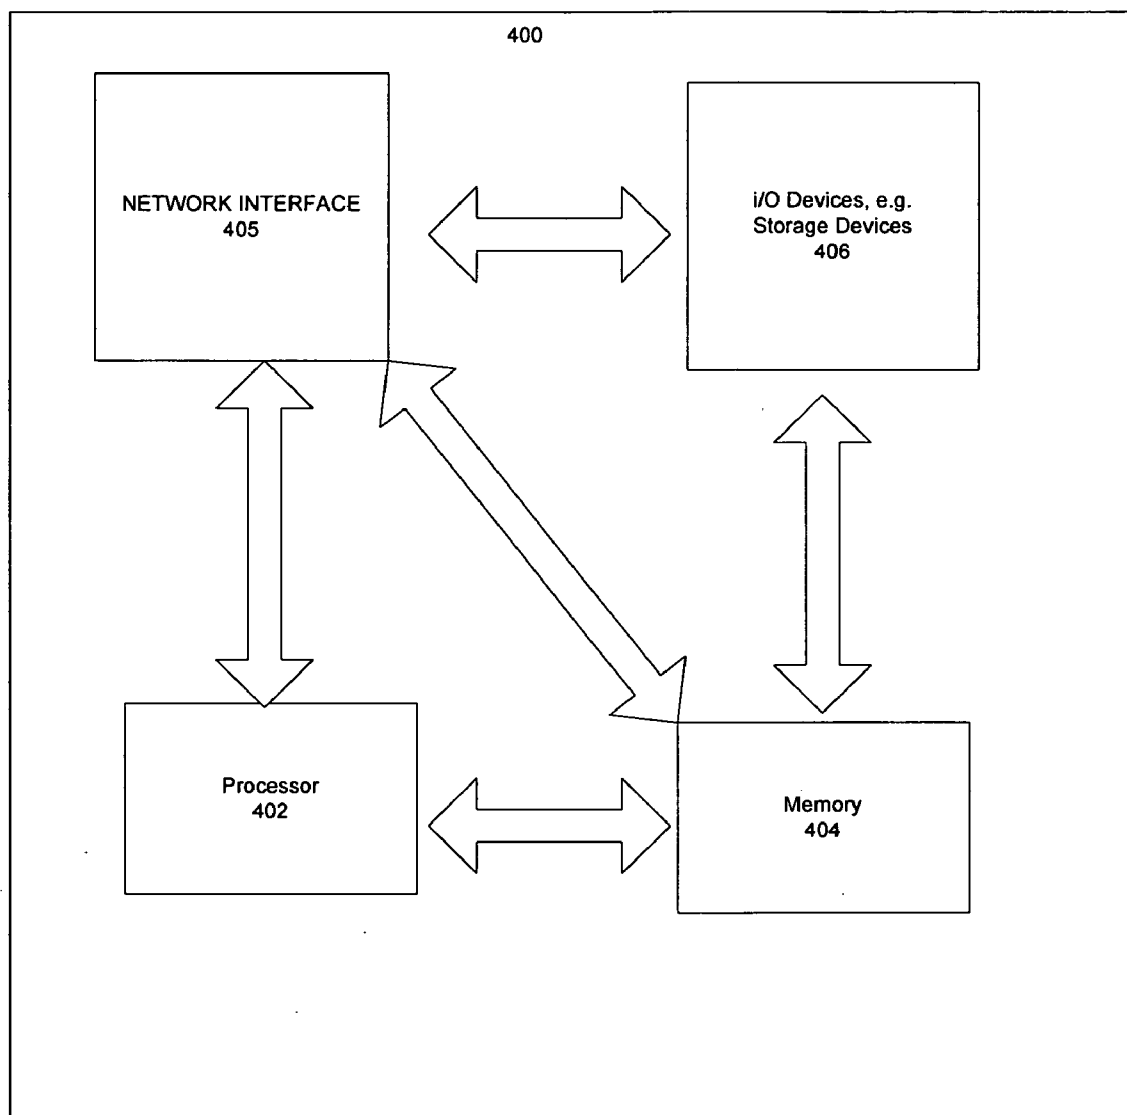 400
NETWORK INTERFACE
405
i/O Devices, e.g.
Storage Devices
406
Processor
402
Memory
404